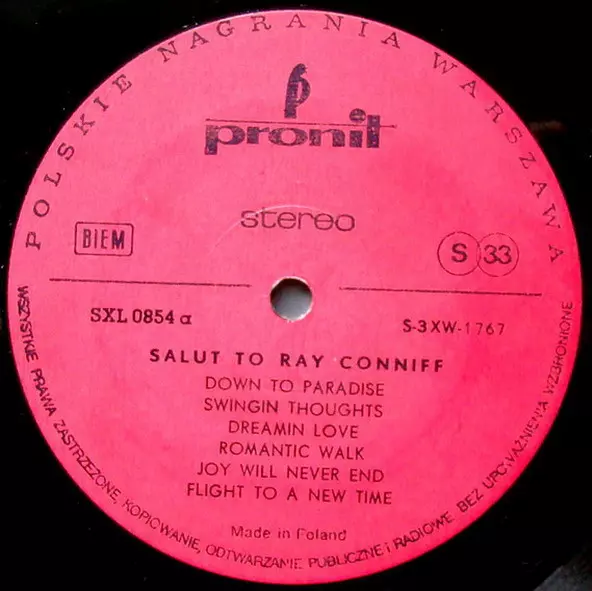 POLSKIE NAGRANIA WARSZAWA
pronit
stereo
BIEM
S 33
SXL 0854 a
S-3XW-1767
SALUT TO RAY CONNIFF
DOWN TO PARADISE
SWINGIN THOUGHTS
DREAMIN LOVE
ROMANTIC WALK
JOY WILL NEVER END
FLIGHT TO A NEW TIME
Made in Poland
WSZYSTKIE PRAWA ZASTRZEŻONE, KOPIOWANIE, ODTWARZANIE PUBLICZNE i RADIOWE BEZ UPOWAŻNIENIA WZBRONIONE